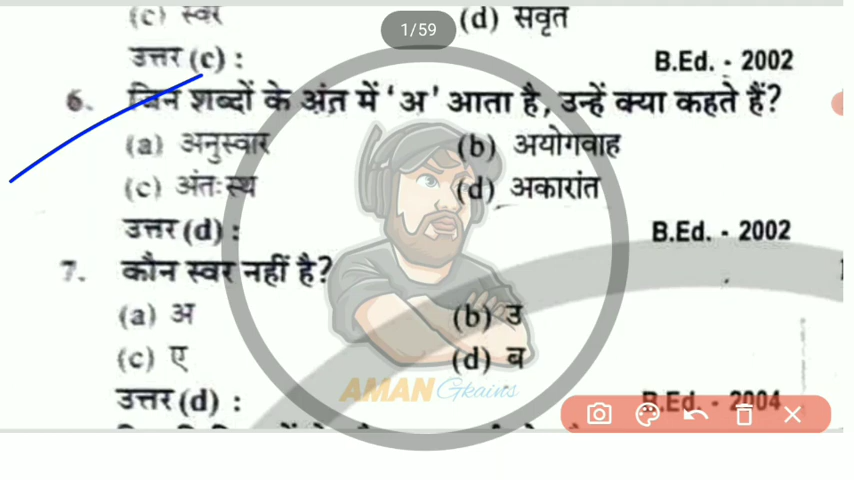 (c) स्वर (d) सवृत
1/59
उत्तर (c) : B.Ed. - 2002
6. जिन शब्दों के अंत में 'अ' आता है, उन्हें क्या कहते हैं?
(a) अनुस्वार (b) अयोगवाह
(c) अंतःस्थ (d) अकारांत
उत्तर (d) : B.Ed. - 2002
7. कौन स्वर नहीं है?
(a) अ (b) उ
(c) ए (d) ब
AMAN Gkains
उत्तर (d) : B.Ed. - 2004